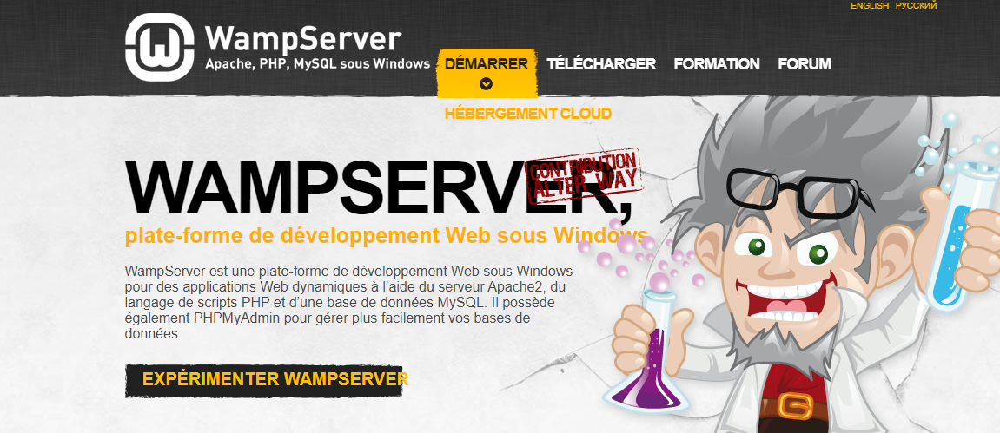 ENGLISH РУССКИЙ
WampServer
Apache, PHP, MySQL sous Windows
DÉMARRER TÉLÉCHARGER FORMATION FORUM
HÉBERGEMENT CLOUD
WAMPSERVER,
CONTRIBUTION
ALTER WAY
plate-forme de développement Web sous Windows
WampServer est une plate-forme de développement Web sous Windows
pour des applications Web dynamiques à l’aide du serveur Apache2, du
langage de scripts PHP et d’une base de données MySQL. Il possède
également PHPMyAdmin pour gérer plus facilement vos bases de
données.
EXPÉRIMENTER WAMPSERVER